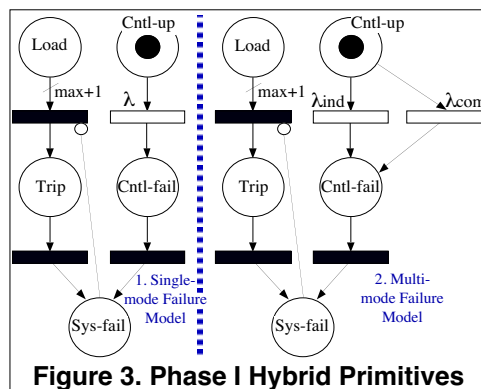 Cntl-up
Load
max+1
λ
Trip
Cntl-fail
1. Single-
mode Failure
Model
Sys-fail
Cntl-up
Load
max+1
λind
λcom
Trip
Cntl-fail
2. Multi-
mode Failure
Model
Sys-fail
Figure 3. Phase I Hybrid Primitives